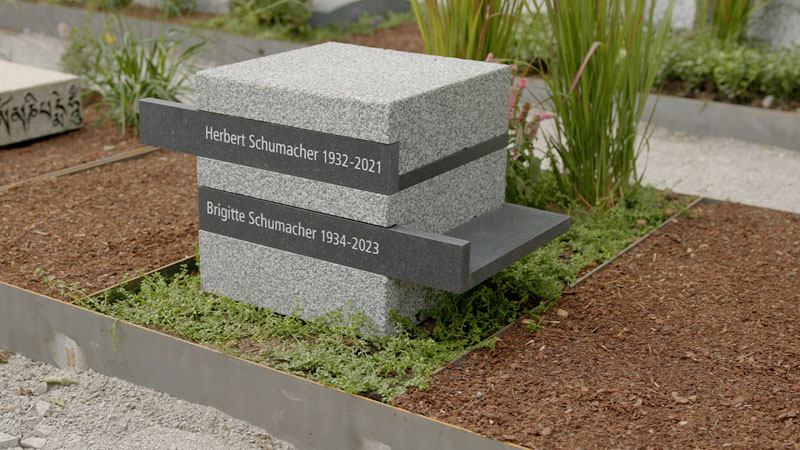 Herbert Schumacher 1932-2021
Brigitte Schumacher 1934-2023